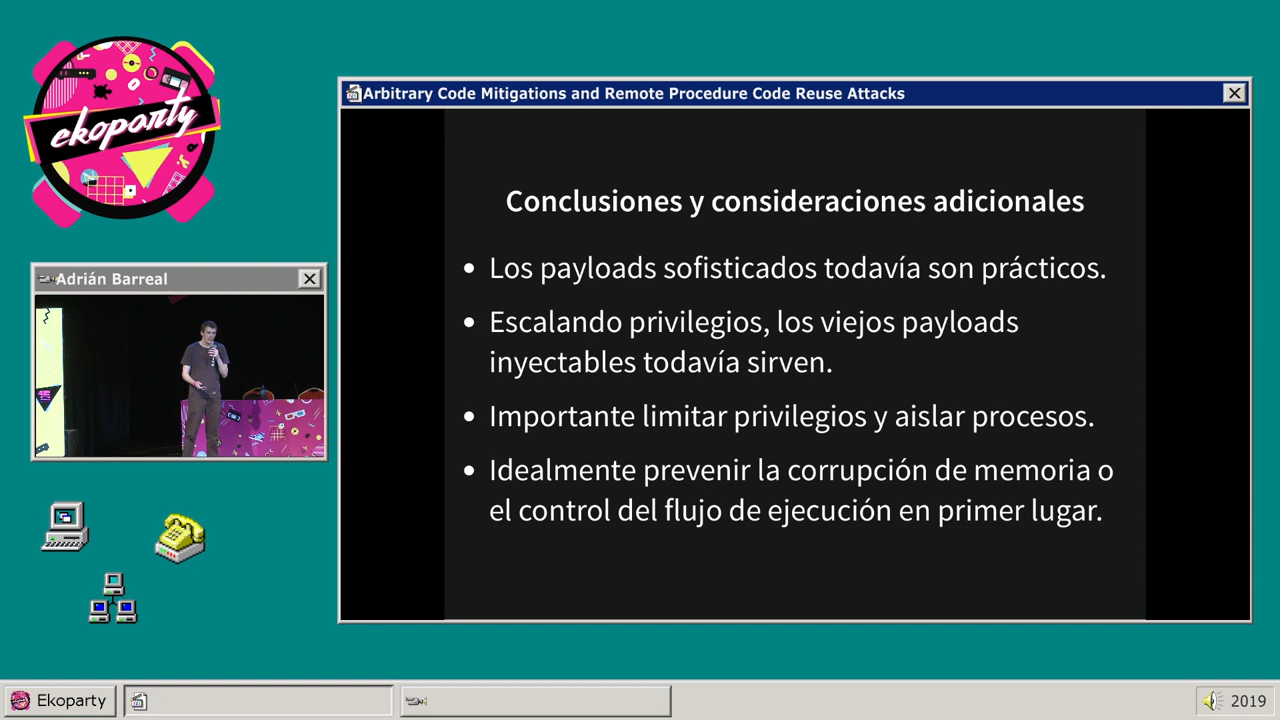 ekoparty
Arbitrary Code Mitigations and Remote Procedure Code Reuse Attacks
Conclusiones y consideraciones adicionales
• Los payloads sofisticados todavía son prácticos.
• Escalando privilegios, los viejos payloads
inyectables todavía sirven.
• Importante limitar privilegios y aislar procesos.
• Idealmente prevenir la corrupción de memoria o
el control del flujo de ejecución en primer lugar.
Adrián Barreal
Ekoparty
2019